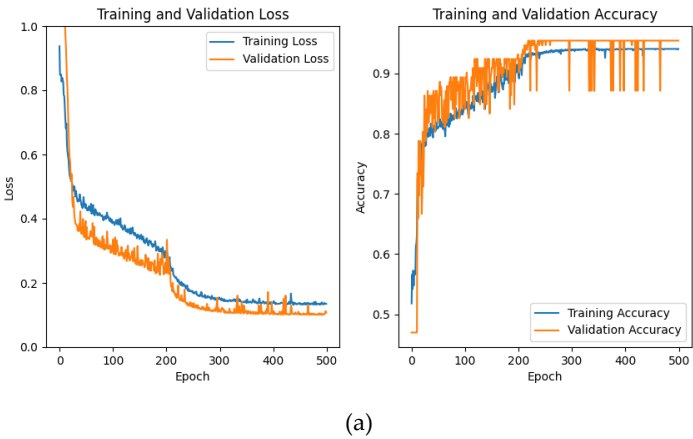 Training and Validation Loss
Training Loss
Validation Loss
1.0
0.8
0.6
0.4
0.2
0.0
Loss
0
100
200
300
400
500
Epoch
Training and Validation Accuracy
0.9
0.8
0.7
0.6
0.5
Accuracy
Training Accuracy
Validation Accuracy
0
100
200
300
400
500
Epoch
(a)